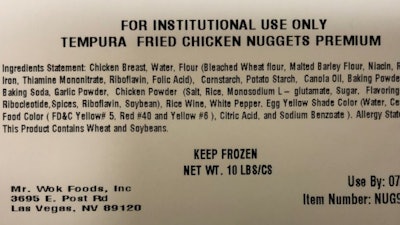 FOR INSTITUTIONAL USE ONLY
TEMPURA FRIED CHICKEN NUGGETS PREMIUM
Ingredients Statement: Chicken Breast, Water, Flour (Bleached Wheat flour, Malted Barley Flour, Niacin,
Iron, Thiamine Mononitrate, Riboflavin, Folic Acid), Cornstarch, Potato Starch, Canola Oil, Baking Powde
Baking Soda, Garlic Powder, Chicken Powder (Salt, Rice, Monosodium L - glutamate, Sugar, Flavoring
Ribocleotide, Spices, Riboflavin, Soybean), Rice Wine, White Pepper, Egg Yellow Shade Color (Water, Ce
Food Color ( FD&C Yellow# 5, Red #40 and Yellow #6 ), Citric Acid, and Sodium Benzoate ). Allergy State
This Product Contains Wheat and Soybeans.
KEEP FROZEN
NET WT. 10 LBS/CS
Mr. Wok Foods, Inc
3695 E. Post Rd
Las Vegas, NV 89120
Use By: 07
Item Number: NUG9